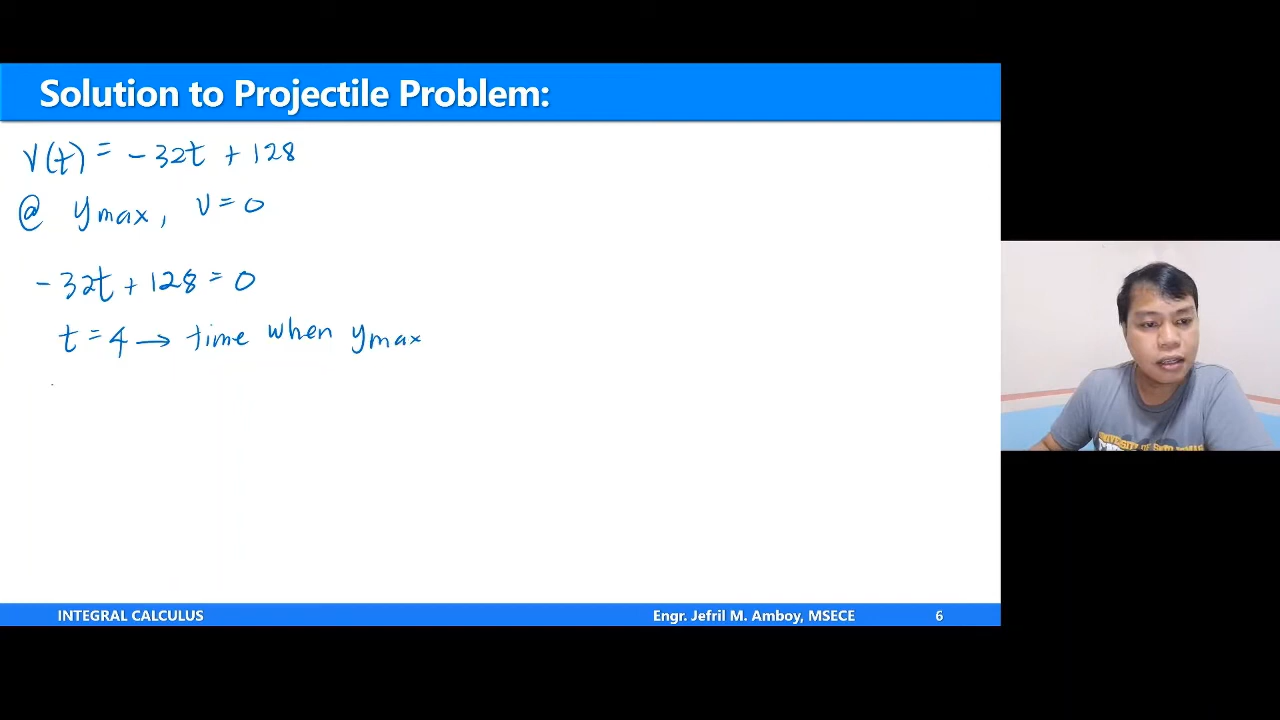 Solution to Projectile Problem:
v(t) = -32t + 128
@ ymax, v = 0
-32t + 128 = 0
t = 4 → time when ymax
INTEGRAL CALCULUS
Engr. Jefril M. Amboy, MSECE
6